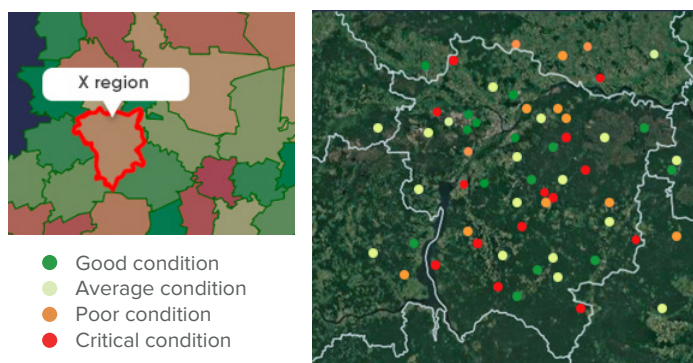 X region
Good condition
Average condition
Poor condition
Critical condition